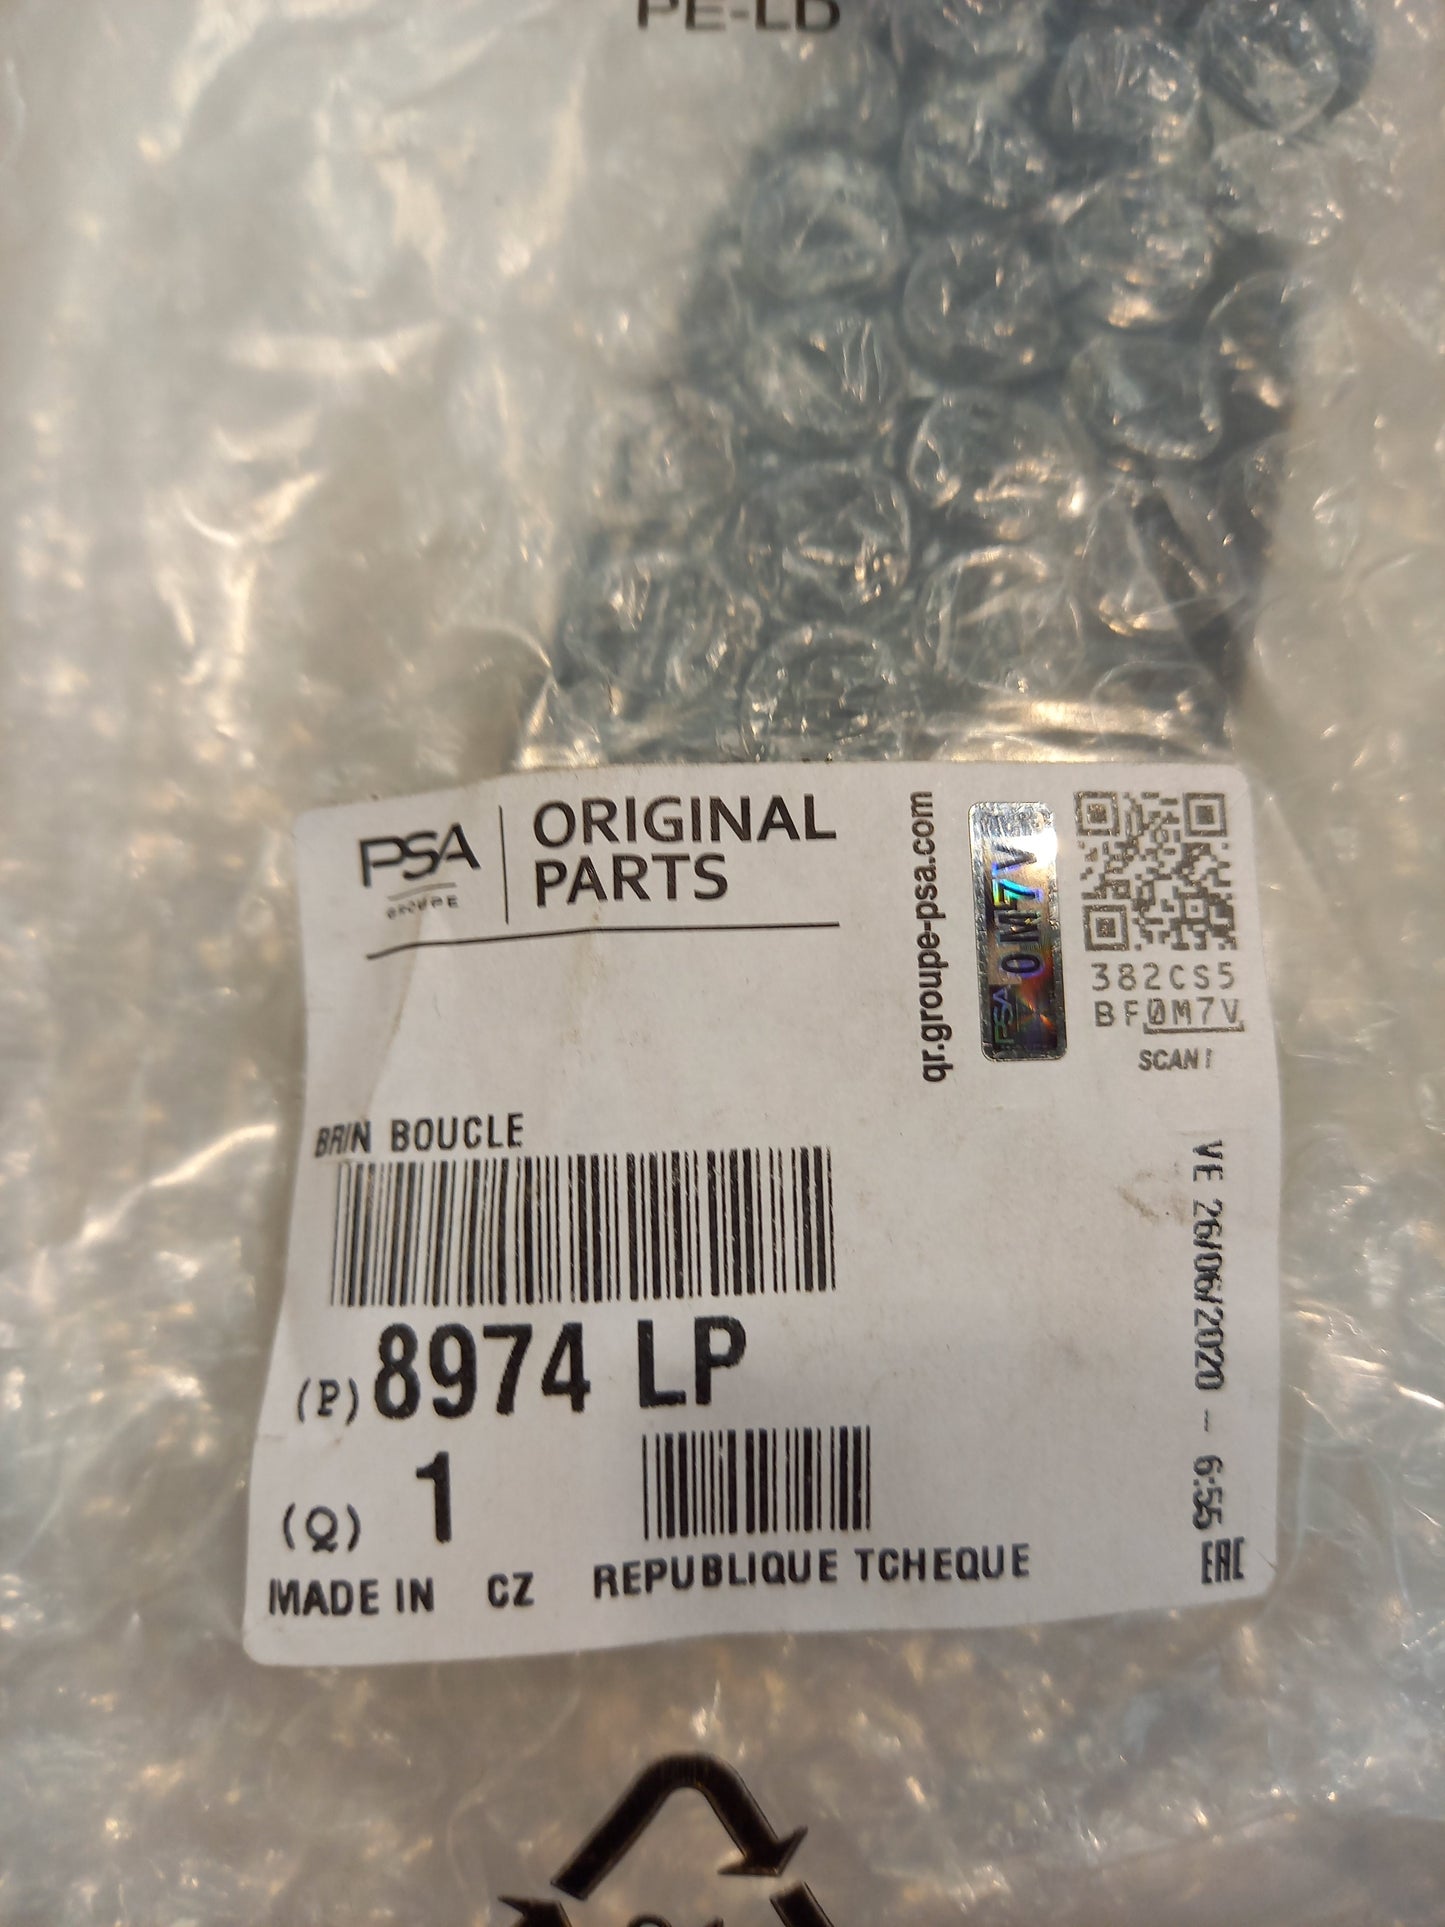 PE-LD
PSA
GROUPE
ORIGINAL
PARTS
qr.groupe-psa.com
PSA 0M7V
382CS5
BF0M7V
SCAN!
BRIN BOUCLE
(P) 8974 LP
(Q) 1
MADE IN CZ REPUBLIQUE TCHEQUE
VE 26/06/2020 - 6:55
EAC